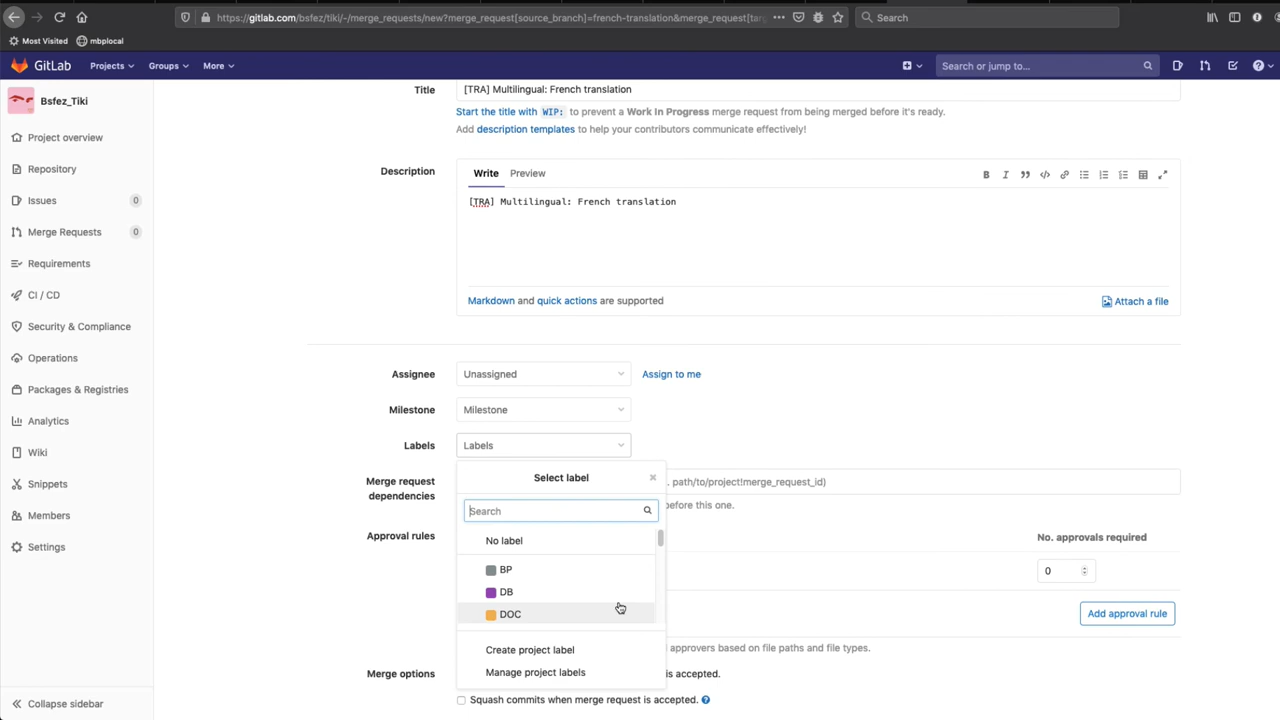 https://gitlab.com/bsfez/tiki/-/merge_requests/new?merge_request[source_branch]=french-translation&merge_request[tar
Search
Most Visited
mbplocal
GitLab
Projects
Groups
More
Search or jump to...
Bsfez_Tiki
Project overview
Repository
Issues 0
Merge Requests 0
Requirements
CI / CD
Security & Compliance
Operations
Packages & Registries
Analytics
Wiki
Snippets
Members
Settings
Collapse sidebar
Title
[TRA] Multilingual: French translation
Start the title with WIP: to prevent a Work In Progress merge request from being merged before it's ready.
Add description templates to help your contributors communicate effectively!
Description
Write Preview
[TRA] Multilingual: French translation
Markdown and quick actions are supported
Attach a file
Assignee
Unassigned
Assign to me
Milestone
Milestone
Labels
Labels
Select label
Search
No label
BP
DB
DOC
Create project label
Manage project labels
Merge request
dependencies
. path/to/project!merge_request_id)
before this one.
Approval rules
No. approvals required
0
Add approval rule
approvers based on file paths and file types.
Merge options
is accepted.
Squash commits when merge request is accepted.